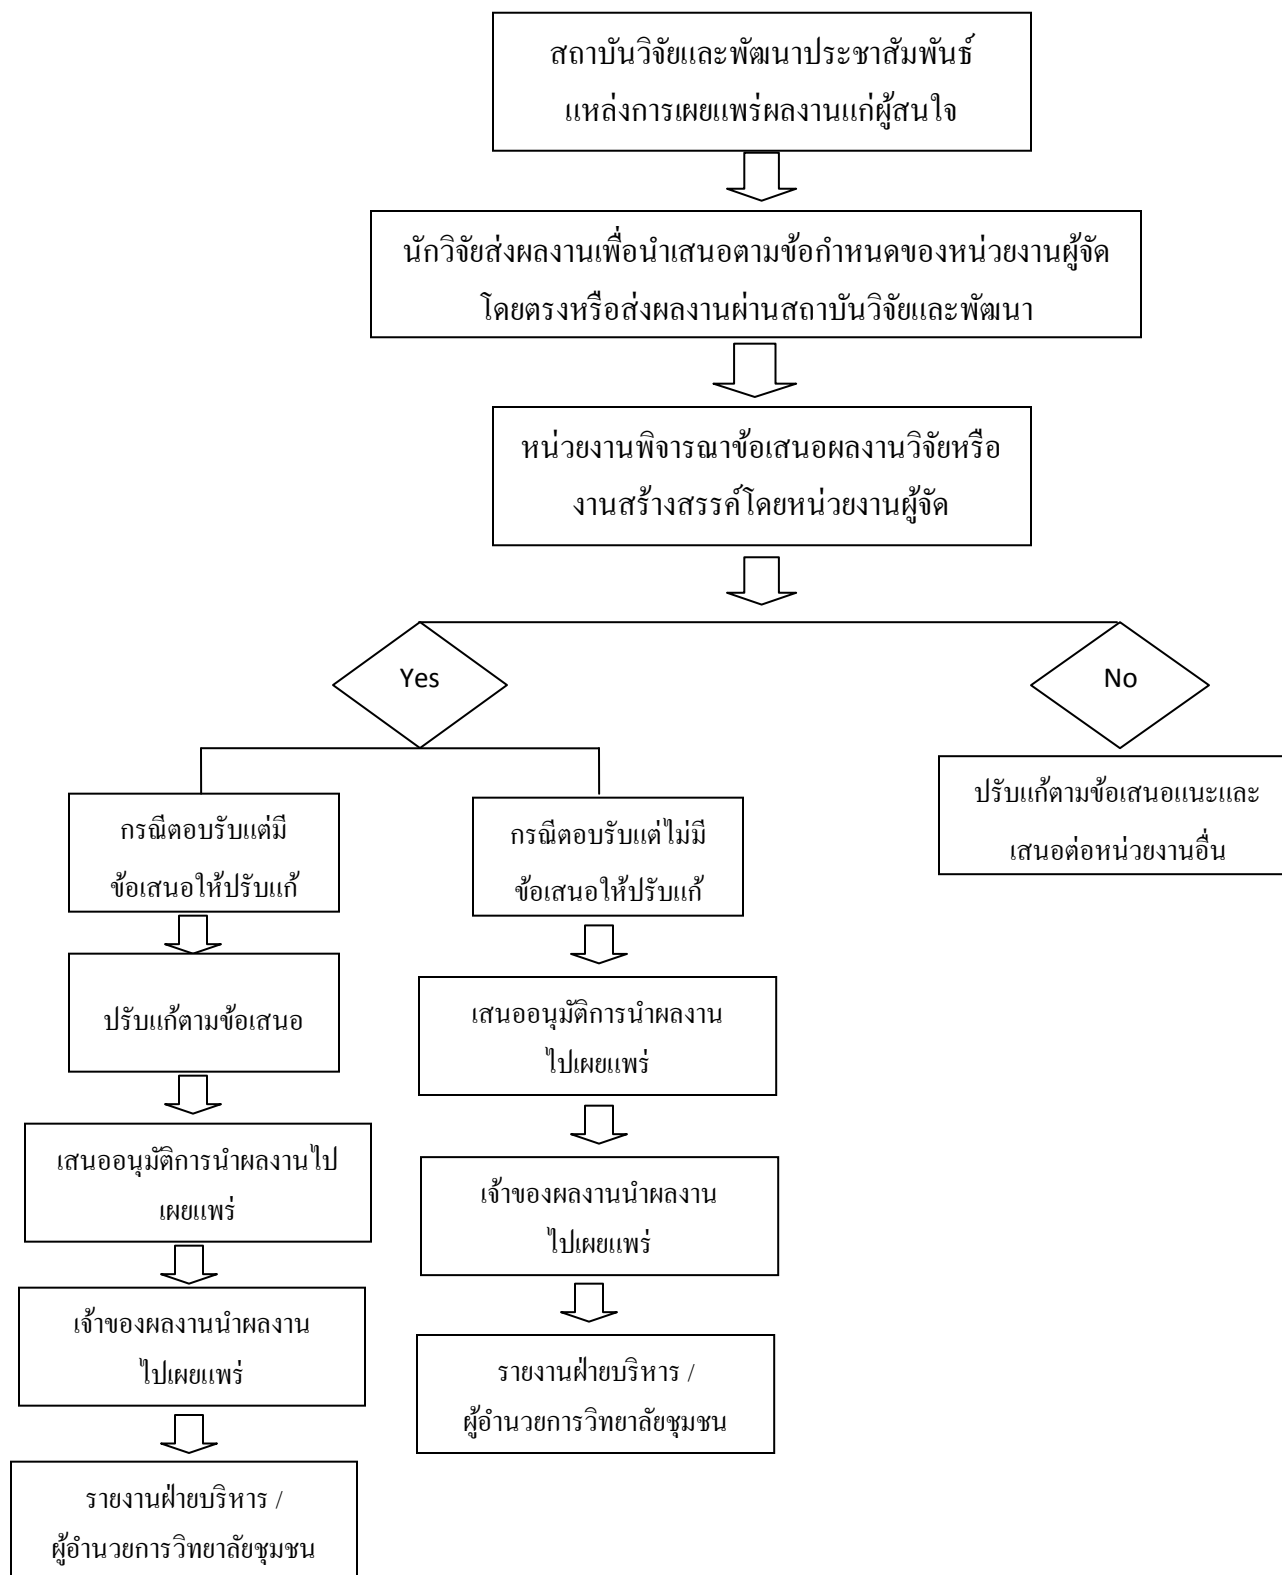 สถาบันวิจัยและพัฒนาประชาสัมพันธ์
แหล่งการเผยแพร่ผลงานแก่ผู้สนใจ
นักวิจัยส่งผลงานเพื่อนำเสนอตามข้อกำหนดของหน่วยงานผู้จัด
โดยตรงหรือส่งผลงานผ่านสถาบันวิจัยและพัฒนา
หน่วยงานพิจารณาข้อเสนอผลงานวิจัยหรือ
งานสร้างสรรค์โดยหน่วยงานผู้จัด
Yes
No
กรณีตอบรับแต่มี
ข้อเสนอให้ปรับแก้
ปรับแก้ตามข้อเสนอ
เสนออนุมัติการนำผลงานไป
เผยแพร่
เจ้าของผลงานนำผลงาน
ไปเผยแพร่
รายงานฝ่ายบริหาร /
ผู้อำนวยการวิทยาลัยชุมชน
กรณีตอบรับแต่ไม่มี
ข้อเสนอให้ปรับแก้
เสนออนุมัติการนำผลงาน
ไปเผยแพร่
เจ้าของผลงานนำผลงาน
ไปเผยแพร่
รายงานฝ่ายบริหาร /
ผู้อำนวยการวิทยาลัยชุมชน
ปรับแก้ตามข้อเสนอแนะและ
เสนอต่อหน่วยงานอื่น